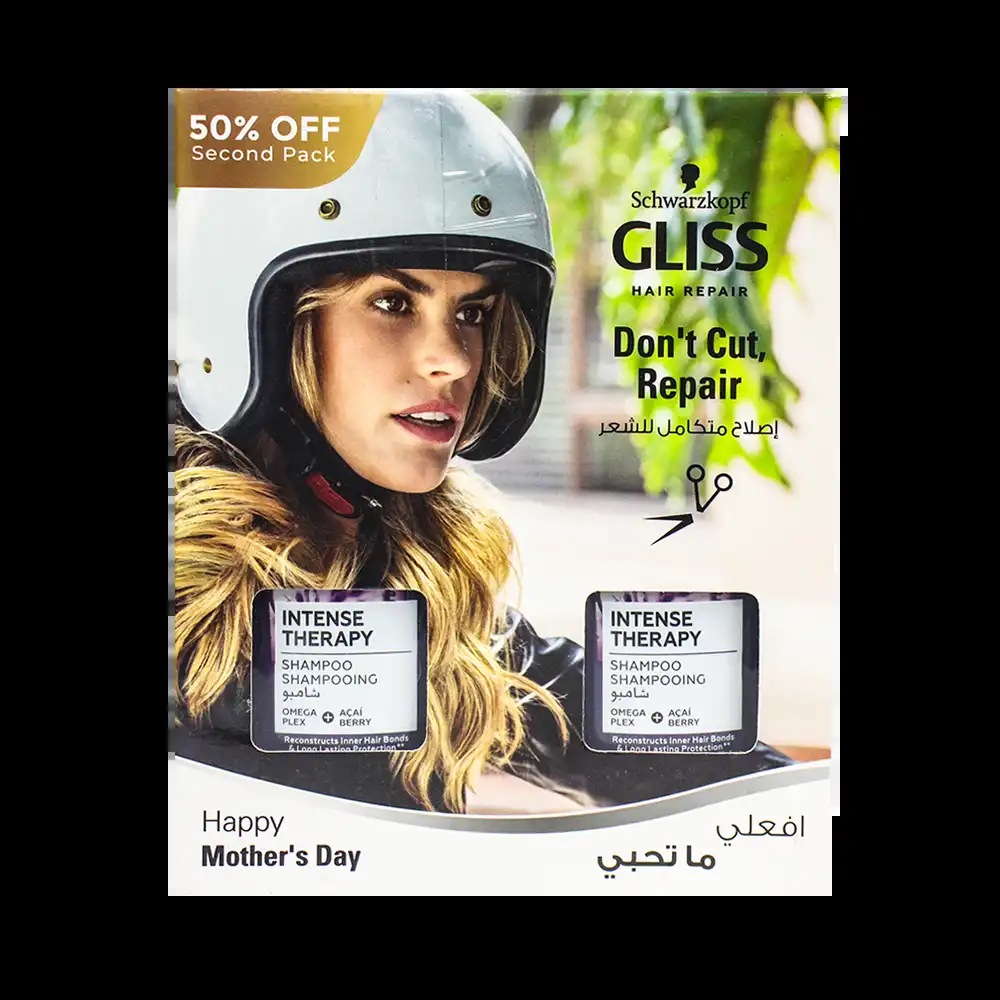 50% OFF
Second Pack
Schwarzkopf
GLISS
HAIR REPAIR
Don't Cut,
Repair
إصلاح متكامل للشعر
INTENSE
THERAPY
SHAMPOO
SHAMPOOING
شامبو
OMEGA
PLEX
+
AÇAÍ
BERRY
Reconstructs Inner Hair Bonds
& Long Lasting Protection**
INTENSE
THERAPY
SHAMPOO
SHAMPOOING
شامبو
OMEGA
PLEX
+
AÇAÍ
BERRY
Reconstructs Inner Hair Bonds
& Long Lasting Protection**
Happy
Mother's Day
افعلي
ما تحبي